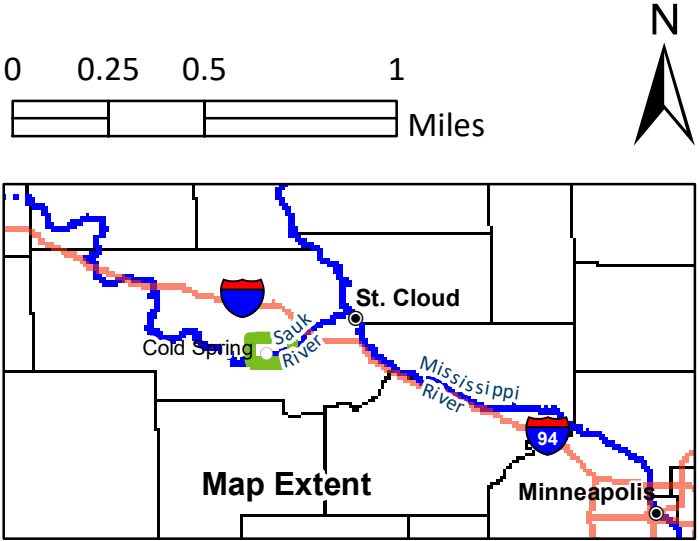 N
0 0.25 0.5 1
Miles
St. Cloud
Sauk
River
Cold Spring
Mississippi
River
94
Map Extent
Minneapolis